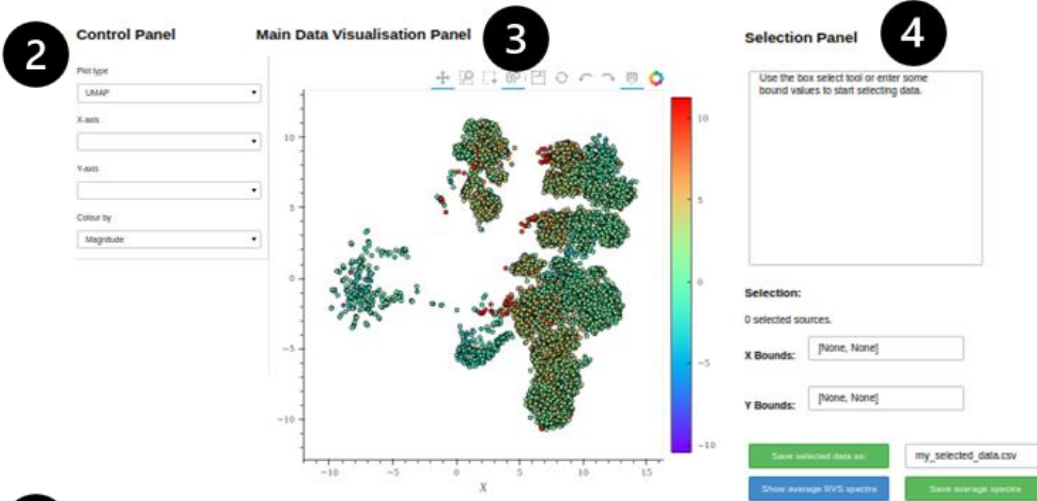 2
Control Panel
Main Data Visualisation Panel
3
Selection Panel
4
Plot type
UMAP
X-axis
Y-axis
Colour by
Magnitude
10
5
0
−5
−10
−10
−5
0
5
10
15
X
10
5
0
−5
−10
Use the box select tool or enter some
bound values to start selecting data.
Selection:
0 selected sources.
X Bounds:
[None, None]
Y Bounds:
[None, None]
Save selected data as:
my_selected_data.csv
Show average RVS spectra
Save average spectra